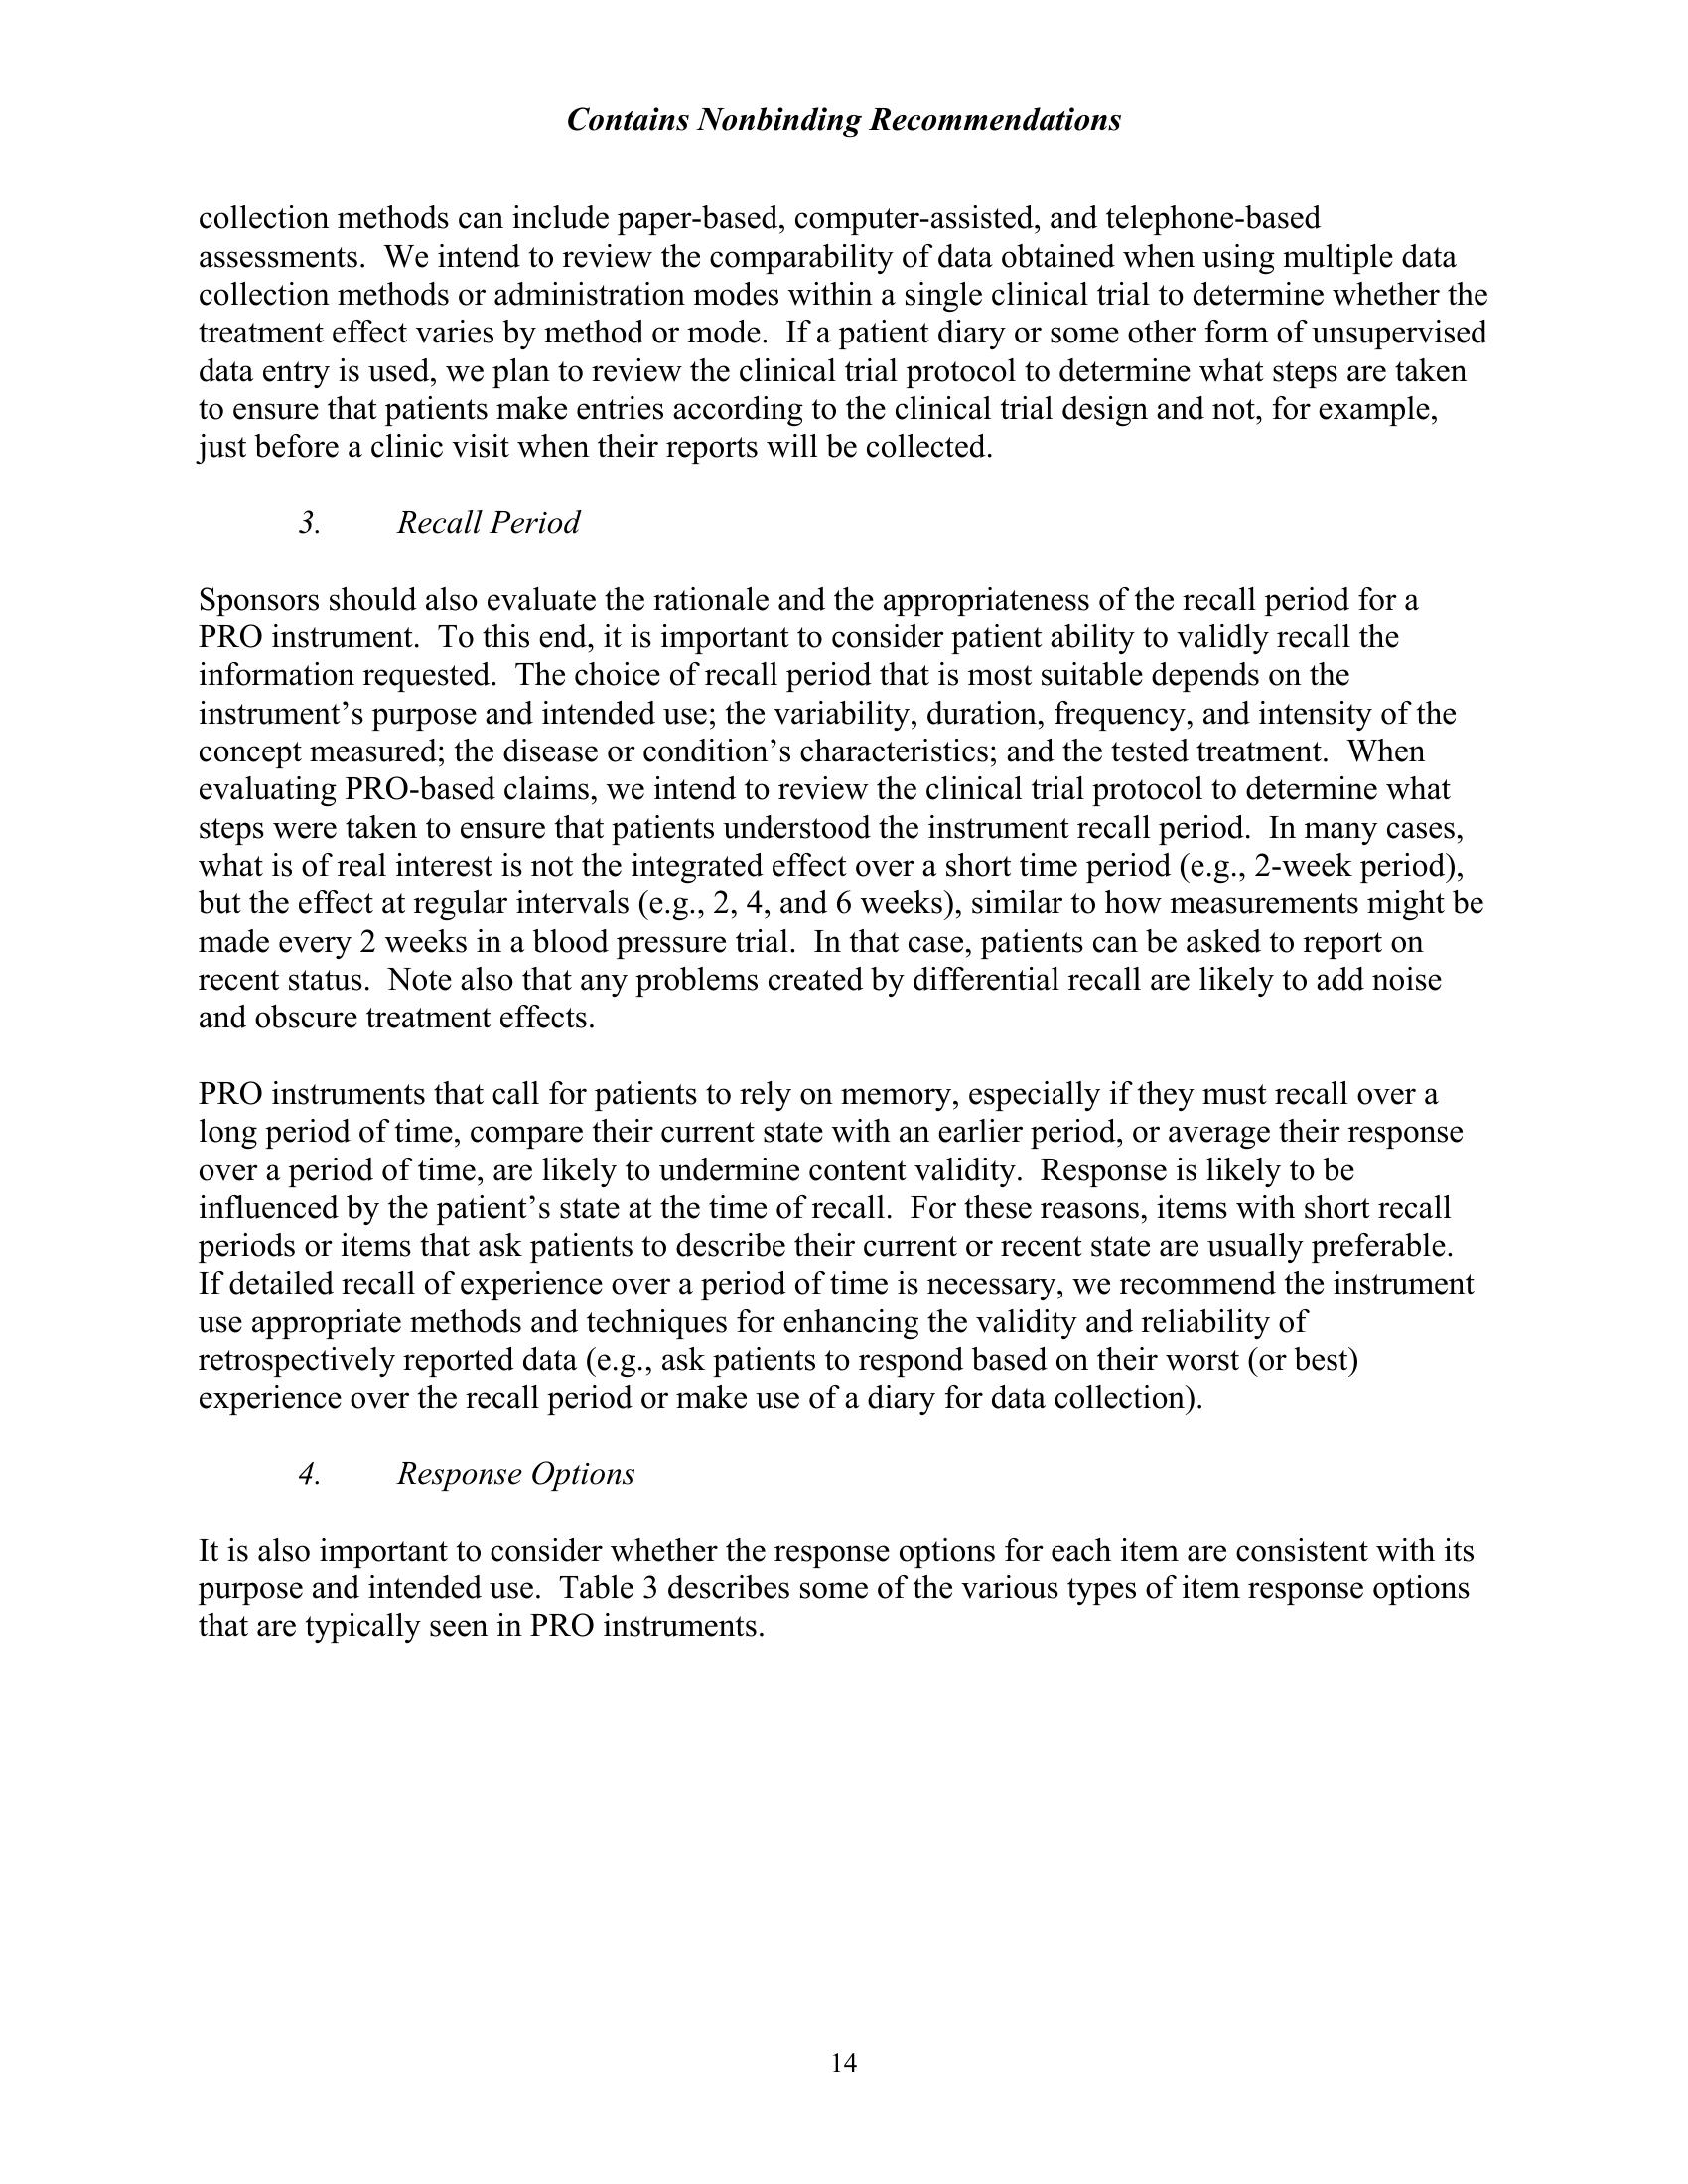 Contains Nonbinding Recommendations
collection methods can include paper-based, computer-assisted, and telephone-based
assessments.  We intend to review the comparability of data obtained when using multiple data
collection methods or administration modes within a single clinical trial to determine whether the
treatment effect varies by method or mode.  If a patient diary or some other form of unsupervised
data entry is used, we plan to review the clinical trial protocol to determine what steps are taken
to ensure that patients make entries according to the clinical trial design and not, for example,
just before a clinic visit when their reports will be collected.
3. Recall Period
Sponsors should also evaluate the rationale and the appropriateness of the recall period for a
PRO instrument.  To this end, it is important to consider patient ability to validly recall the
information requested.  The choice of recall period that is most suitable depends on the
instrument’s purpose and intended use; the variability, duration, frequency, and intensity of the
concept measured; the disease or condition’s characteristics; and the tested treatment.  When
evaluating PRO-based claims, we intend to review the clinical trial protocol to determine what
steps were taken to ensure that patients understood the instrument recall period.  In many cases,
what is of real interest is not the integrated effect over a short time period (e.g., 2-week period),
but the effect at regular intervals (e.g., 2, 4, and 6 weeks), similar to how measurements might be
made every 2 weeks in a blood pressure trial.  In that case, patients can be asked to report on
recent status.  Note also that any problems created by differential recall are likely to add noise
and obscure treatment effects.
PRO instruments that call for patients to rely on memory, especially if they must recall over a
long period of time, compare their current state with an earlier period, or average their response
over a period of time, are likely to undermine content validity.  Response is likely to be
influenced by the patient’s state at the time of recall.  For these reasons, items with short recall
periods or items that ask patients to describe their current or recent state are usually preferable.
If detailed recall of experience over a period of time is necessary, we recommend the instrument
use appropriate methods and techniques for enhancing the validity and reliability of
retrospectively reported data (e.g., ask patients to respond based on their worst (or best)
experience over the recall period or make use of a diary for data collection).
4. Response Options
It is also important to consider whether the response options for each item are consistent with its
purpose and intended use.  Table 3 describes some of the various types of item response options
that are typically seen in PRO instruments.
14